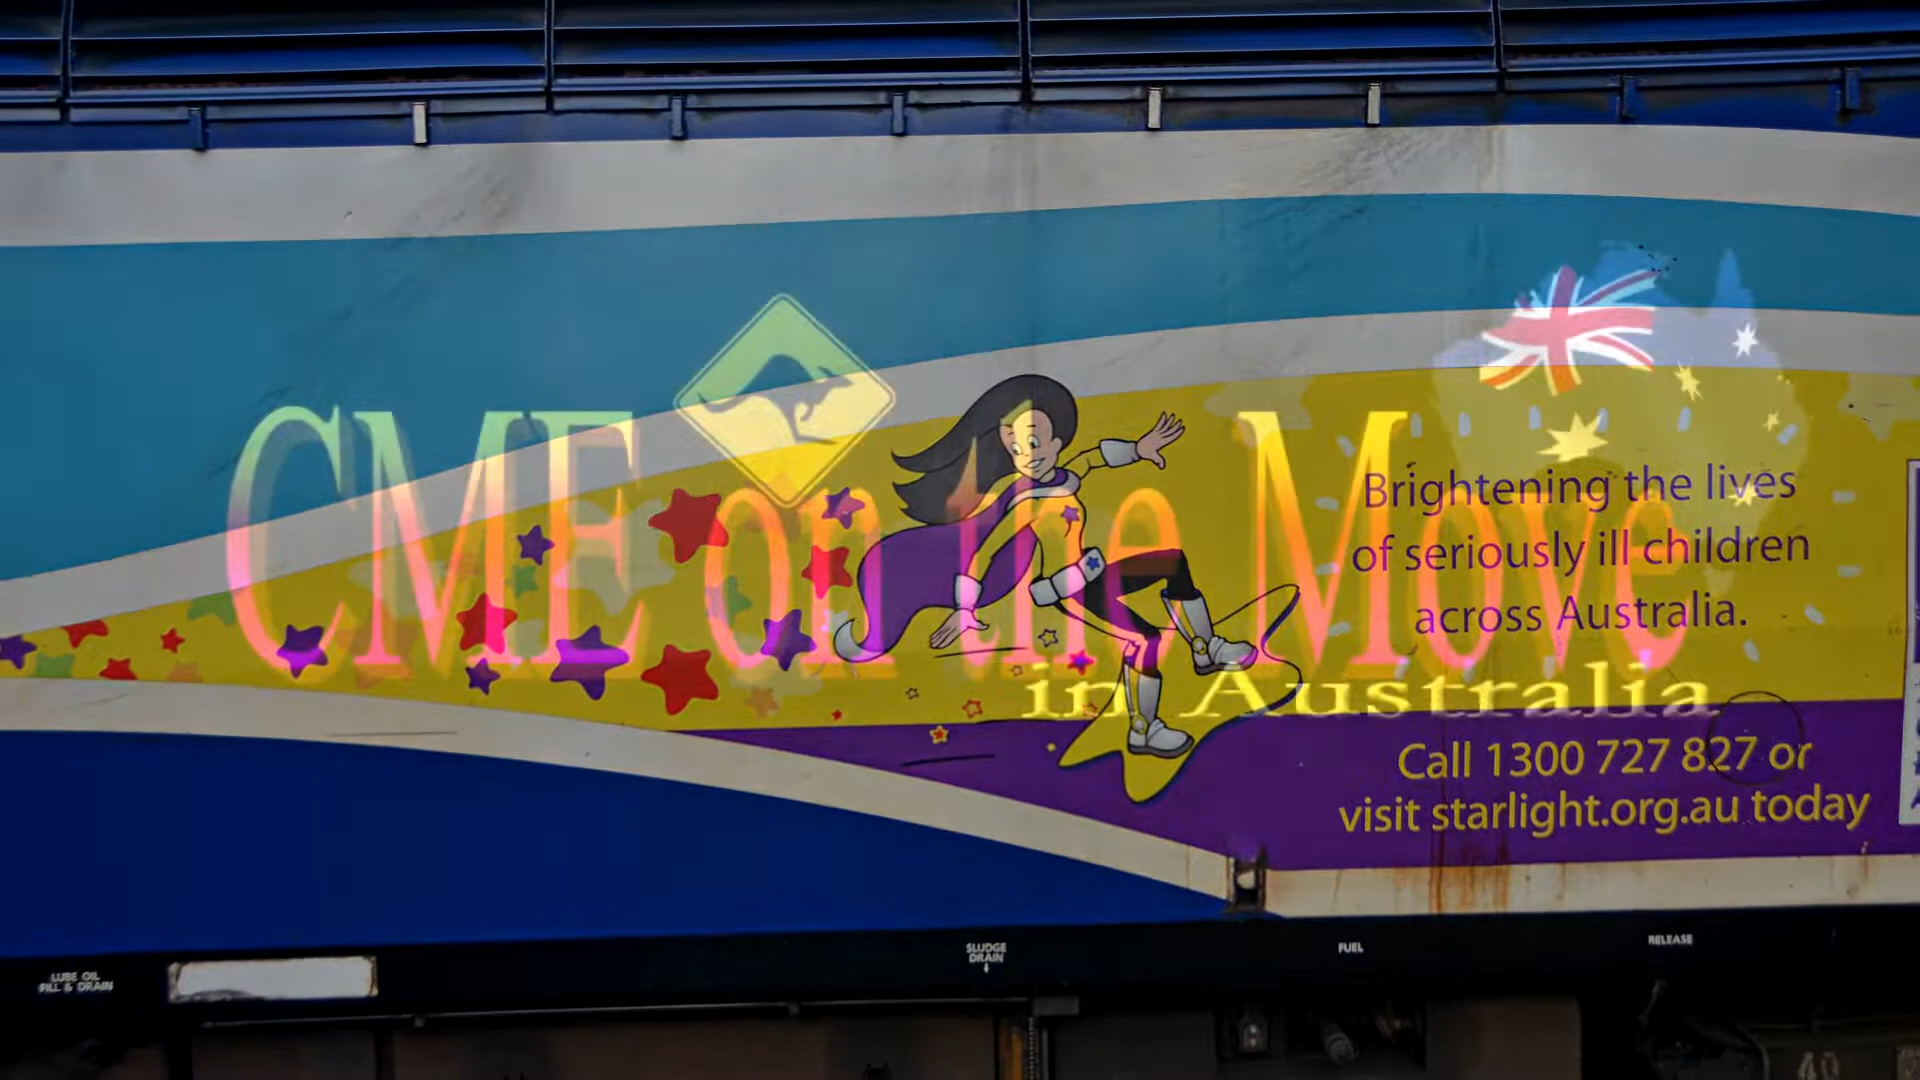 CME on the Move
in Australia
Brightening the lives
of seriously ill children
across Australia.
Call 1300 727 827 or
visit starlight.org.au today
LUBE OIL
FILL & DRAIN
SLUDGE
DRAIN
FUEL
RELEASE